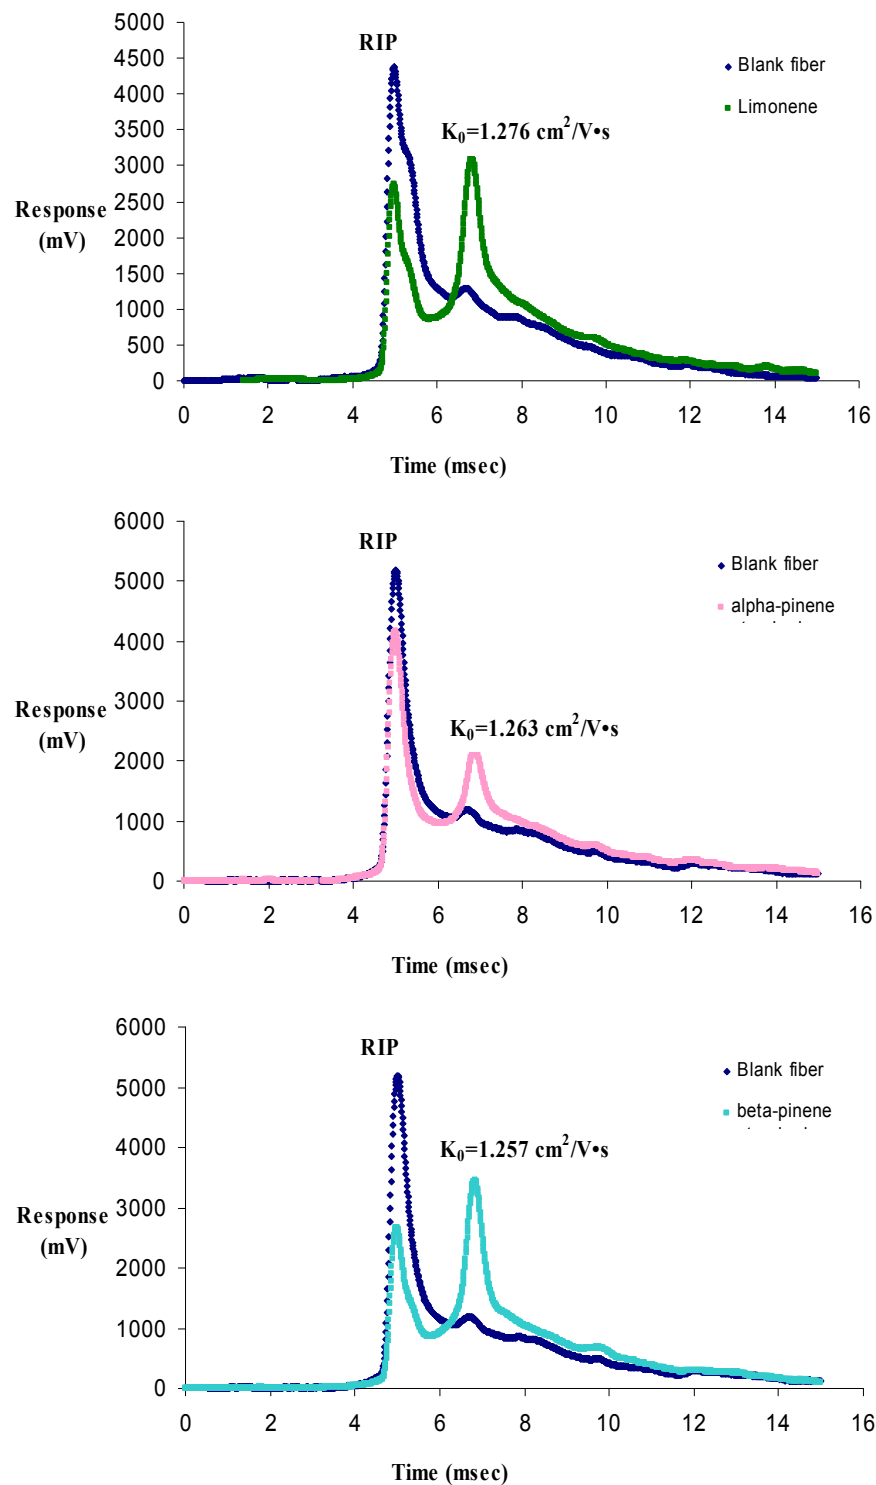 5000
4500
4000
3500
3000
2500
2000
1500
1000
500
0
RIP
Blank fiber
Limonene
K₀=1.276 cm²/V•s
Response
(mV)
0 2 4 6 8 10 12 14 16
Time (msec)
6000
5000
4000
3000
2000
1000
0
RIP
Blank fiber
alpha-pinene
K₀=1.263 cm²/V•s
Response
(mV)
0 2 4 6 8 10 12 14 16
Time (msec)
6000
5000
4000
3000
2000
1000
0
RIP
Blank fiber
beta-pinene
K₀=1.257 cm²/V•s
Response
(mV)
0 2 4 6 8 10 12 14 16
Time (msec)